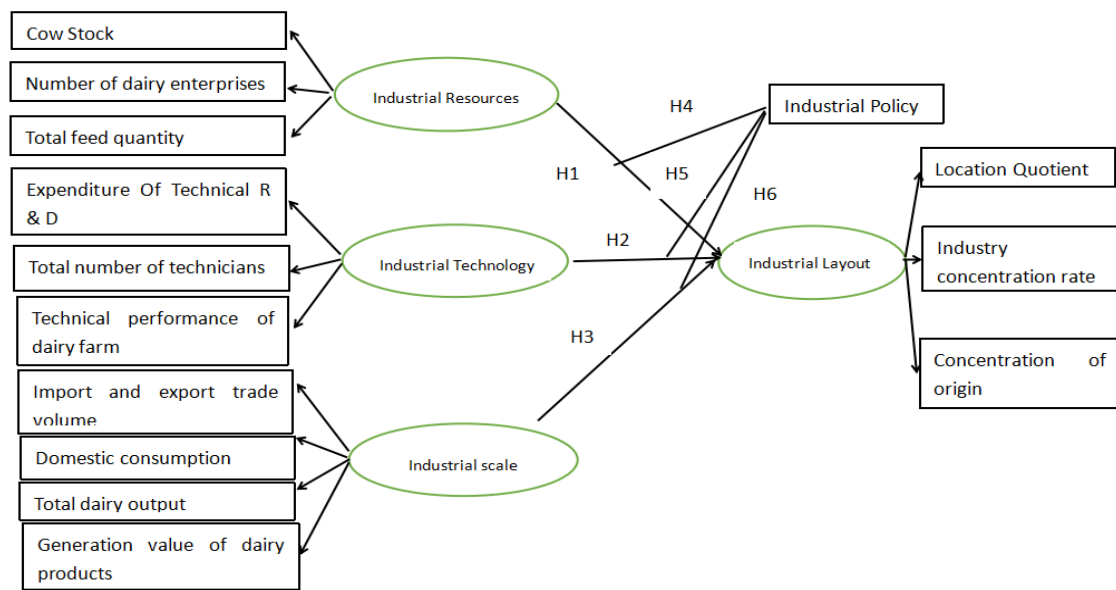 Cow Stock
Number of dairy enterprises
Total feed quantity
Expenditure Of Technical R
& D
Total number of technicians
Technical performance of
dairy farm
Import and export trade
volume
Domestic consumption
Total dairy output
Generation value of dairy
products
Industrial Resources
Industrial Technology
Industrial scale
H1
H2
H3
H4
H5
H6
Industrial Policy
Industrial Layout
Location Quotient
Industry
concentration rate
Concentration of
origin